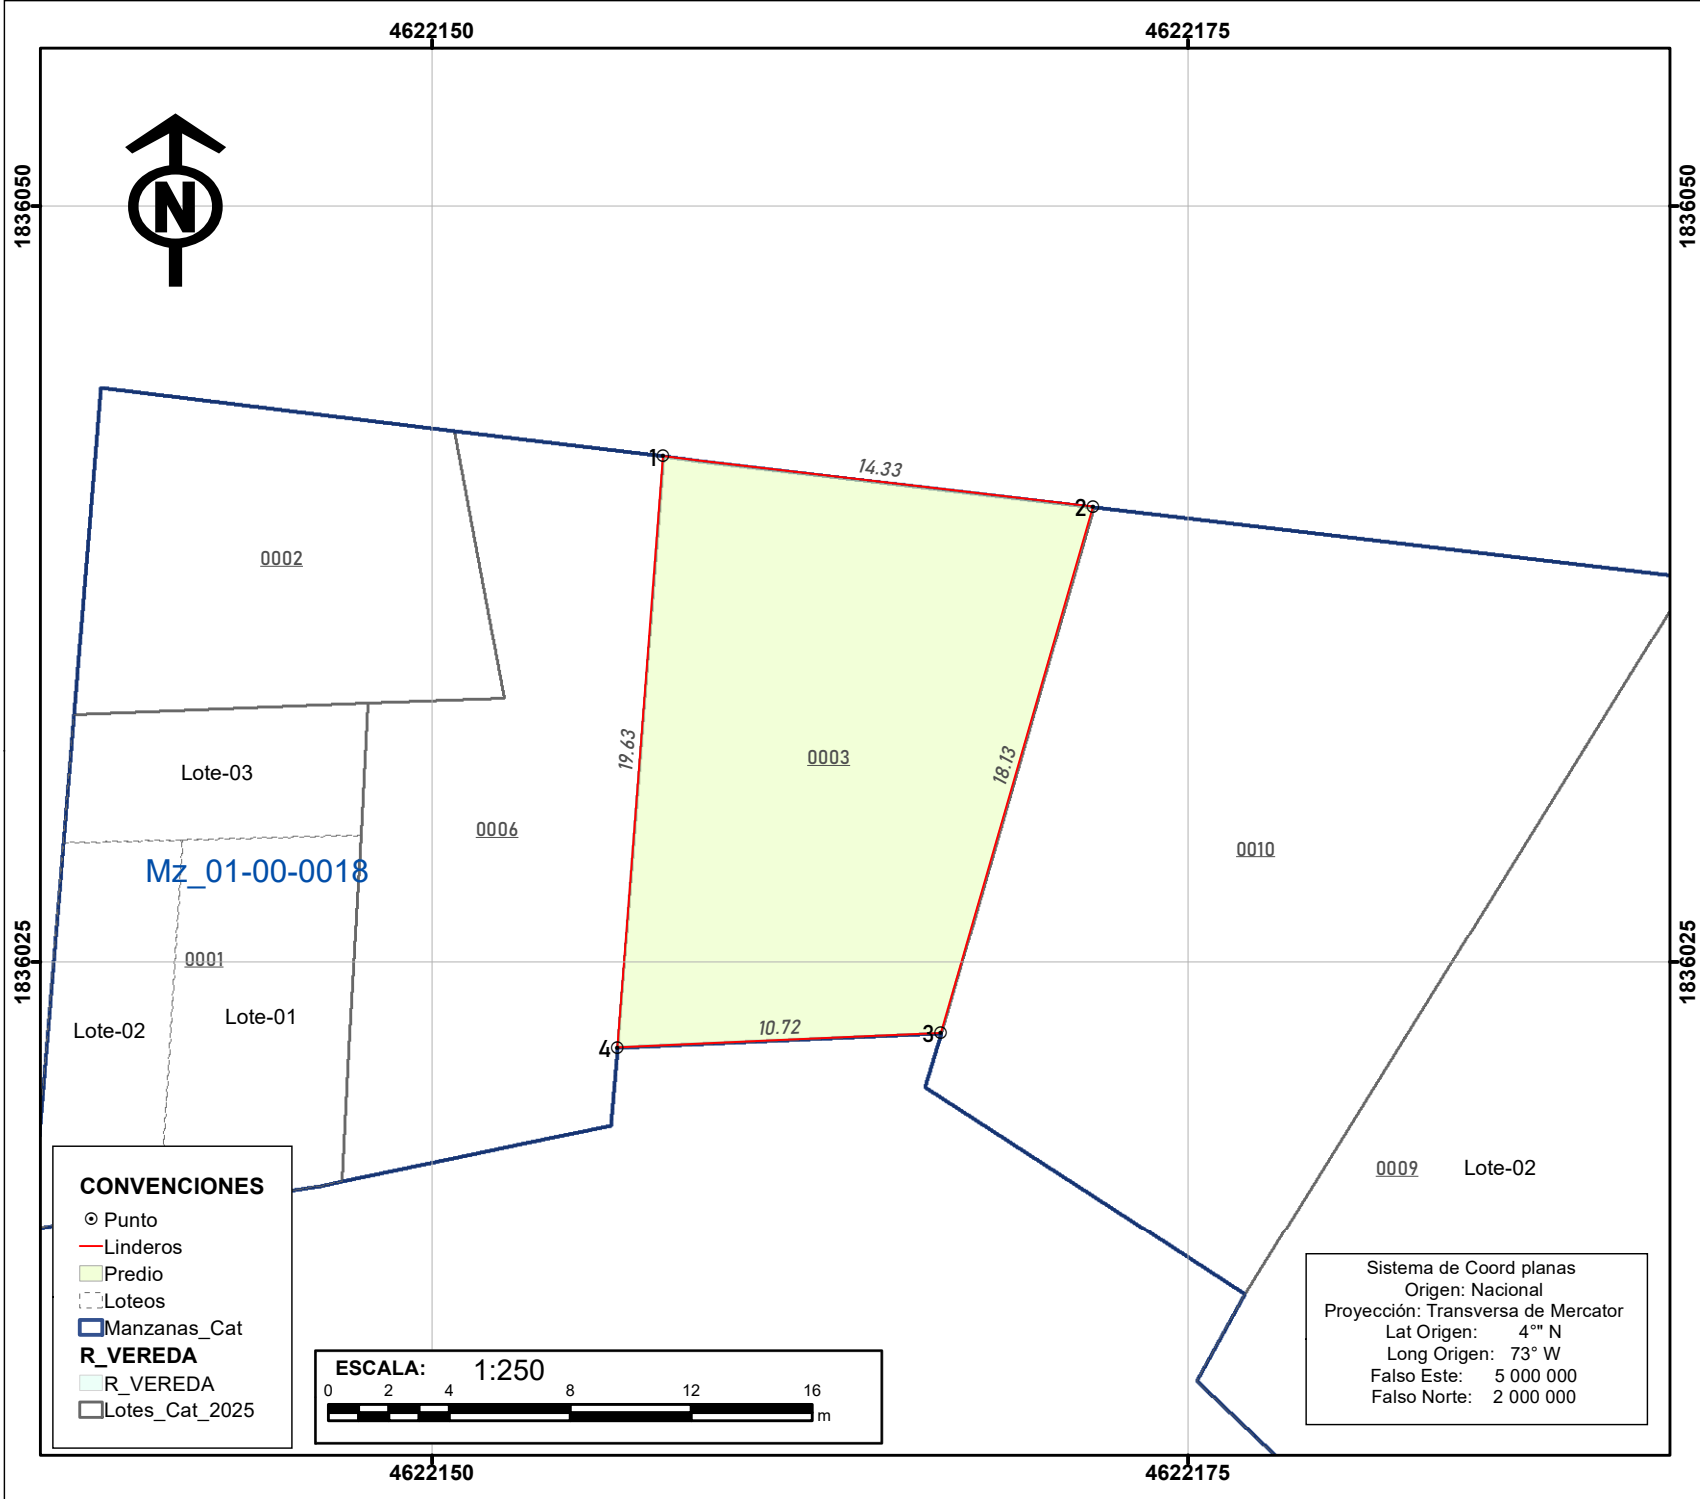 4622150
4622175
1836050
1836050
N
1
14.33
2
0002
19.63
0003
18.13
Lote-03
0006
0010
Mz_01-00-0018
0001
1836025
1836025
Lote-02
Lote-01
10.72
3
4
0009
Lote-02
CONVENCIONES
Punto
Linderos
Predio
Loteos
Manzanas_Cat
R_VEREDA
R_VEREDA
Lotes_Cat_2025
ESCALA: 1:250
0 2 4 8 12 16
m
Sistema de Coord planas
Origen: Nacional
Proyección: Transversa de Mercator
Lat Origen: 4°" N
Long Origen: 73° W
Falso Este: 5 000 000
Falso Norte: 2 000 000
4622150
4622175